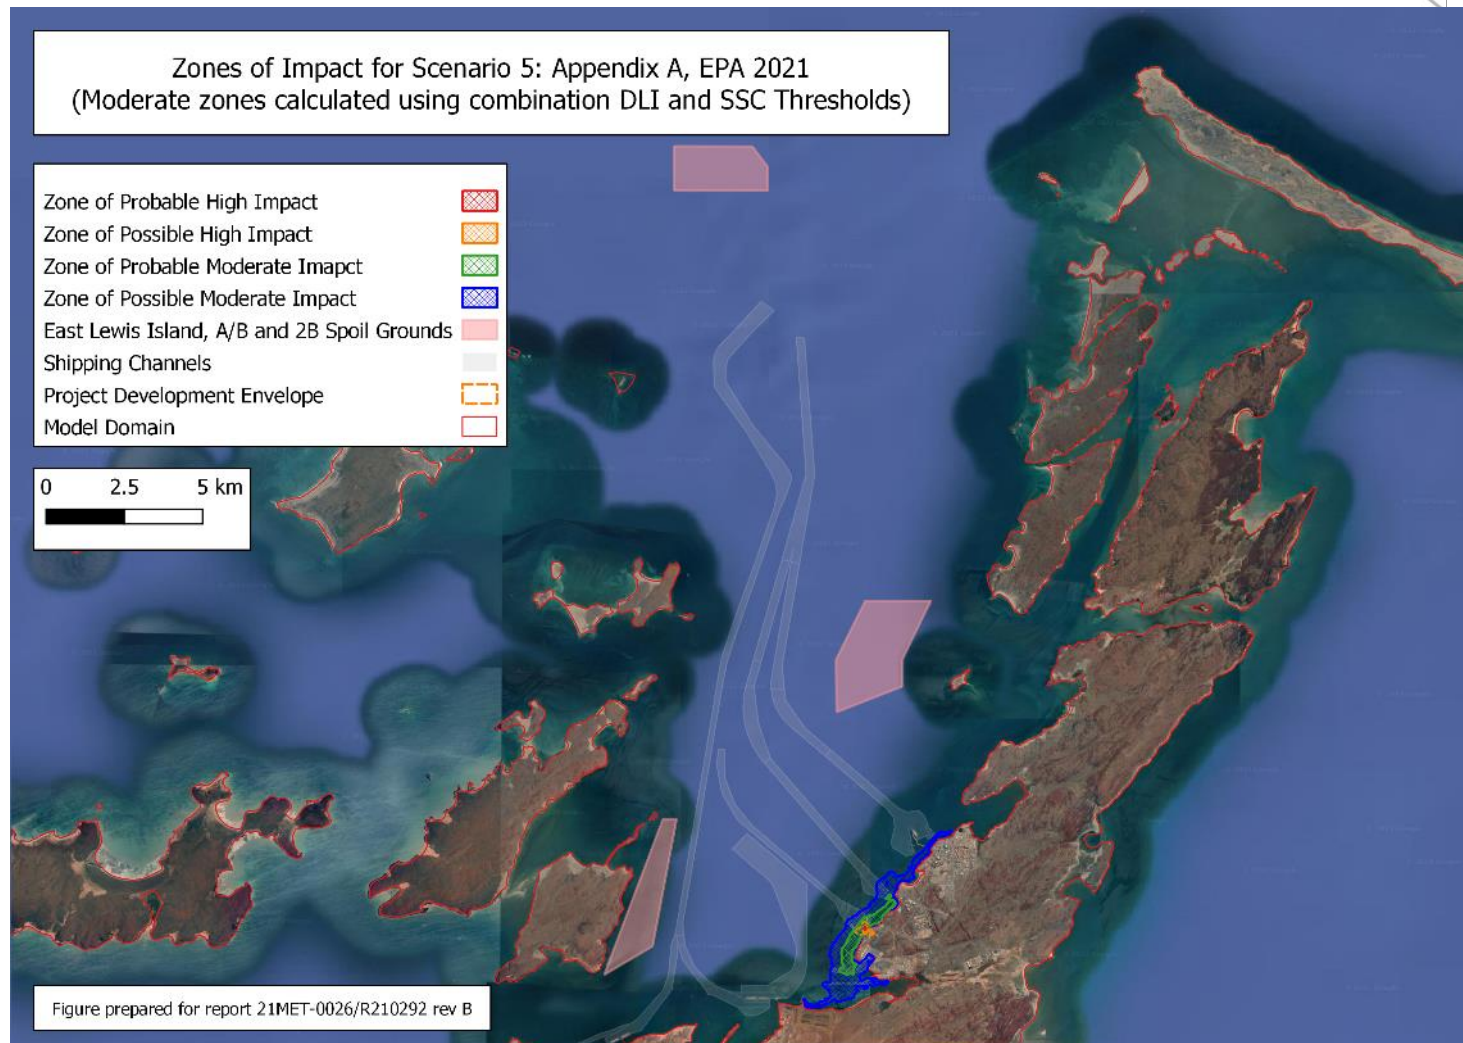 Zones of Impact for Scenario 5: Appendix A, EPA 2021
(Moderate zones calculated using combination DLI and SSC Thresholds)
Zone of Probable High Impact
Zone of Possible High Impact
Zone of Probable Moderate Imapct
Zone of Possible Moderate Impact
East Lewis Island, A/B and 2B Spoil Grounds
Shipping Channels
Project Development Envelope
Model Domain
0 2.5 5 km
Figure prepared for report 21MET-0026/R210292 rev B